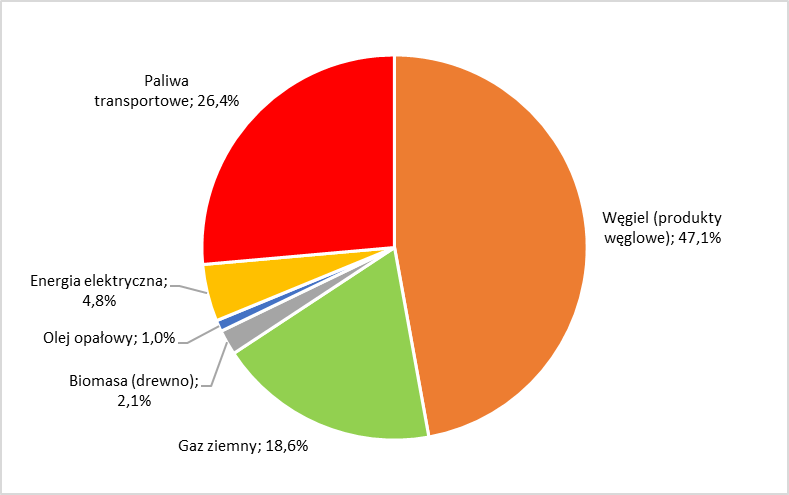 Paliwa
transportowe; 26,4%
Węgiel (produkty
węglowe); 47,1%
Energia elektryczna;
4,8%
Olej opałowy; 1,0%
Biomasa (drewno);
2,1%
Gaz ziemny; 18,6%